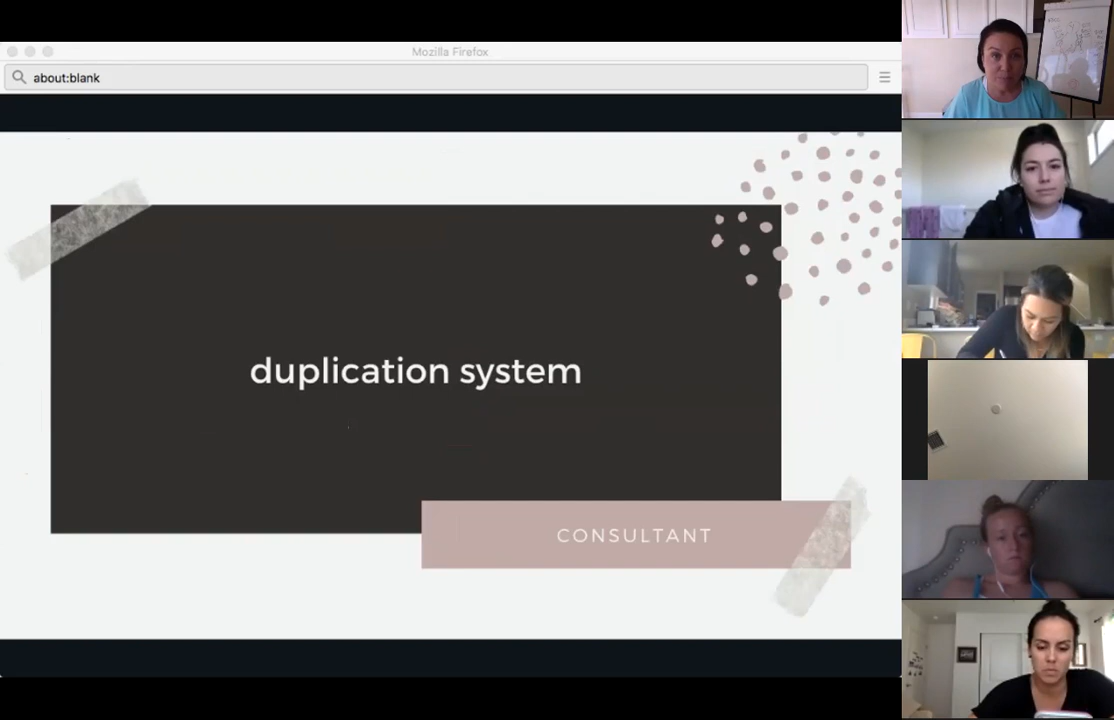 Mozilla Firefox
about:blank
duplication system
CONSULTANT